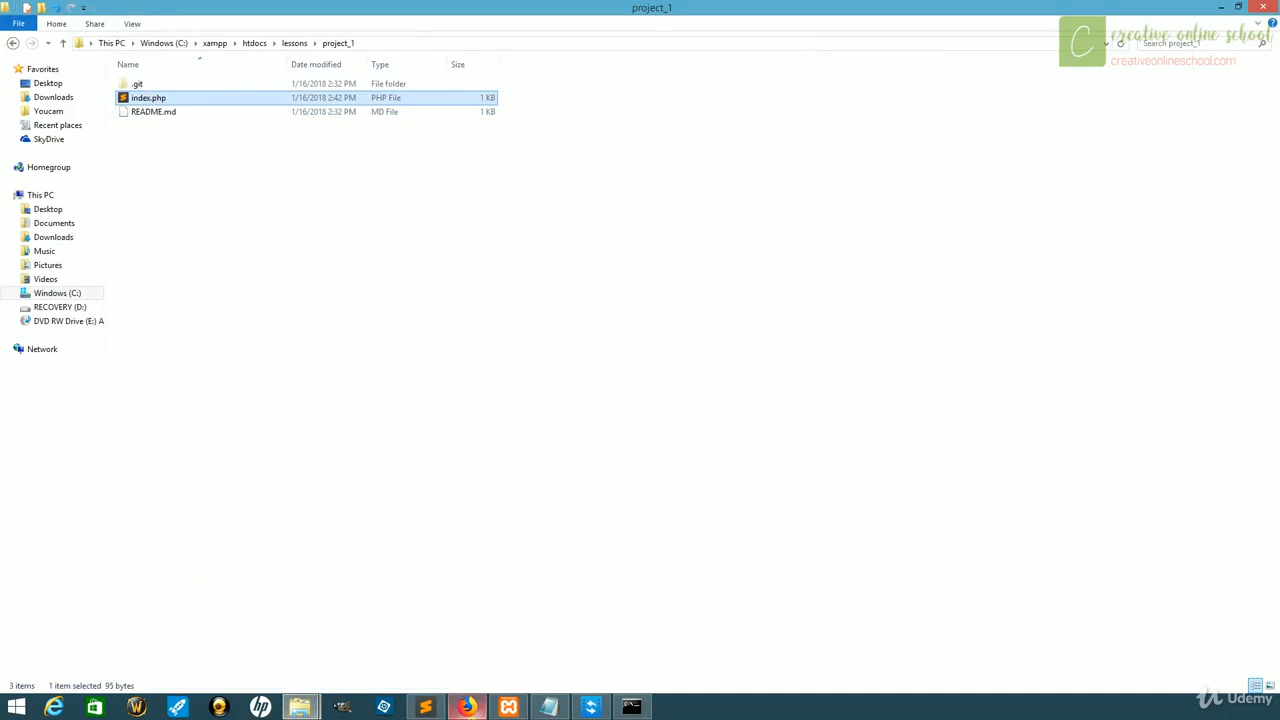 project_1
File Home Share View
This PC Windows (C:) xampp htdocs lessons project_1
Search project_1
creative online school
creativeonlineschool.com
C
Name Date modified Type Size
.git 1/16/2018 2:32 PM File folder
index.php 1/16/2018 2:42 PM PHP File 1 KB
README.md 1/16/2018 2:32 PM MD File 1 KB
Favorites
Desktop
Downloads
Youcam
Recent places
SkyDrive
Homegroup
This PC
Desktop
Documents
Downloads
Music
Pictures
Videos
Windows (C:)
RECOVERY (D:)
DVD RW Drive (E:) A
Network
3 items 1 item selected 95 bytes
hp
Udemy